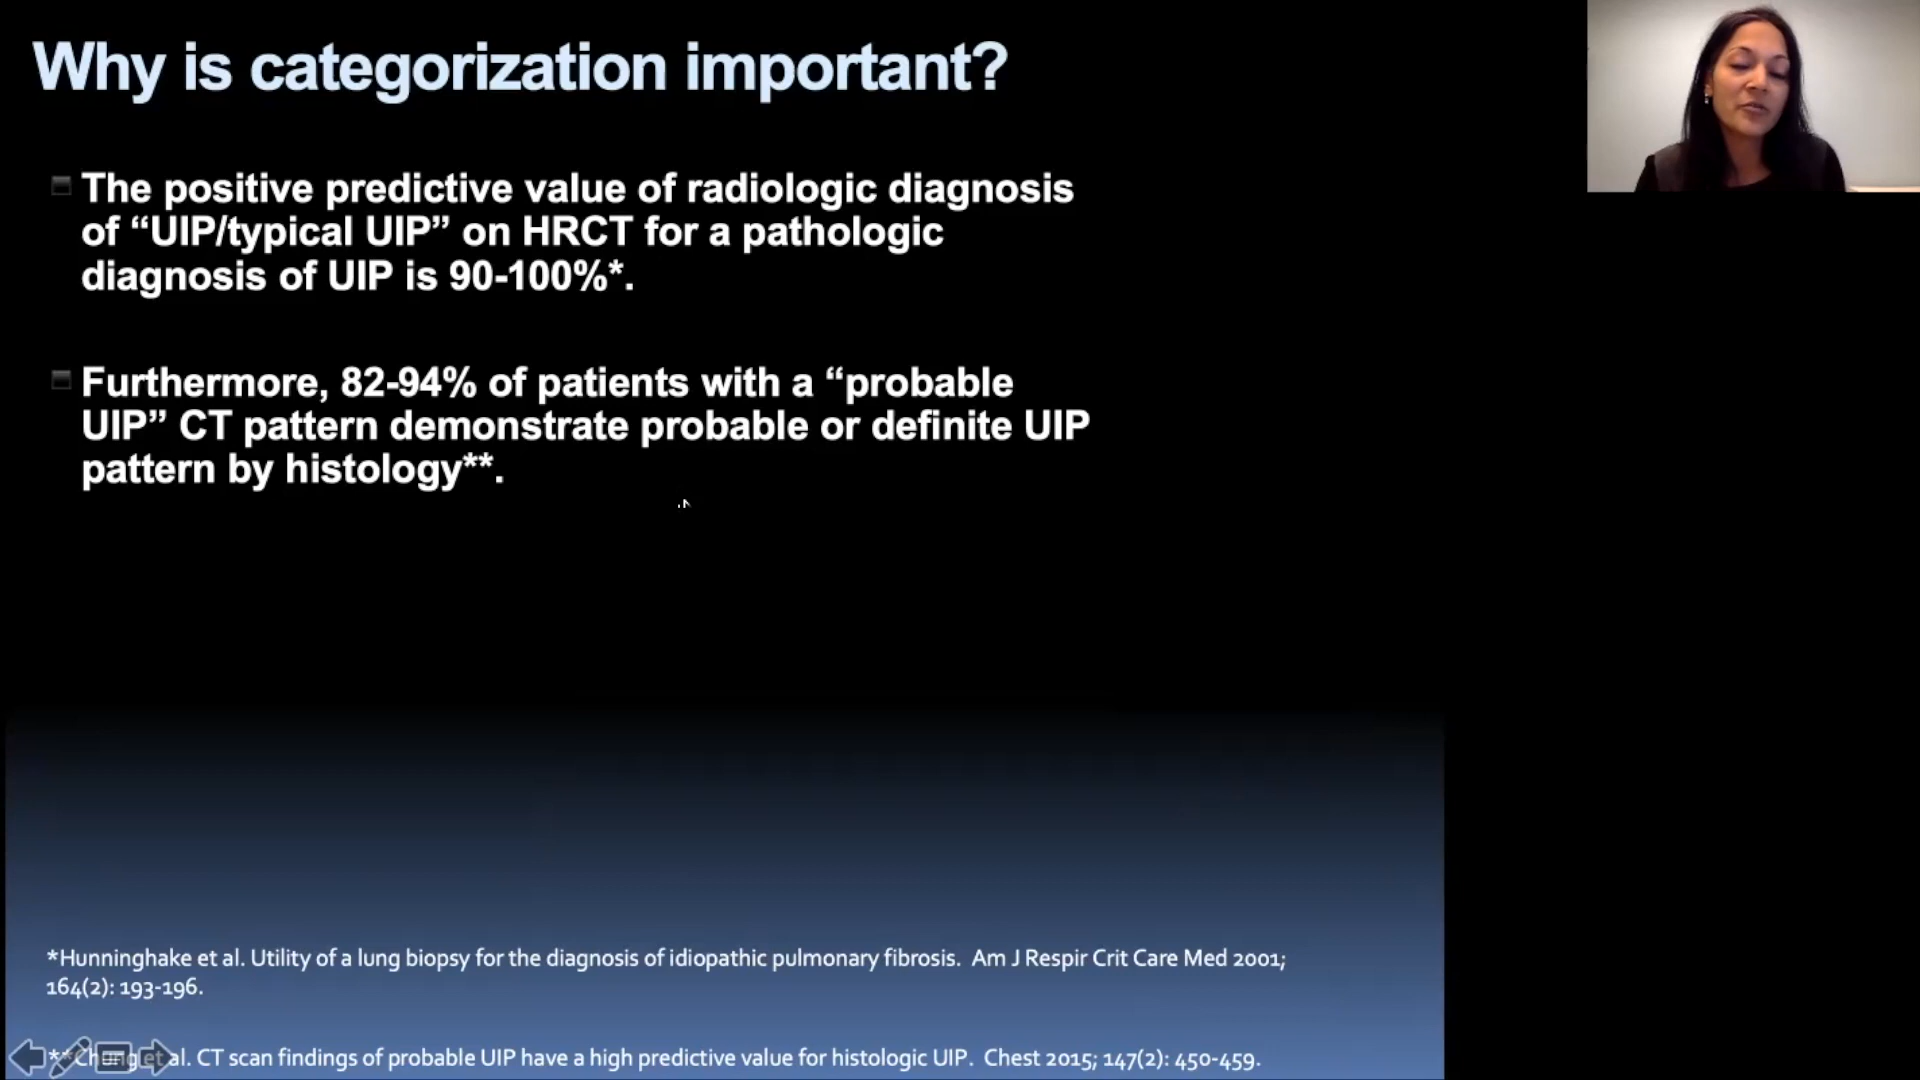 Why is categorization important?
The positive predictive value of radiologic diagnosis
of “UIP/typical UIP” on HRCT for a pathologic
diagnosis of UIP is 90-100%*.
Furthermore, 82-94% of patients with a “probable
UIP” CT pattern demonstrate probable or definite UIP
pattern by histology**.
*Hunninghake et al. Utility of a lung biopsy for the diagnosis of idiopathic pulmonary fibrosis.  Am J Respir Crit Care Med 2001;
164(2): 193-196.
**Chung et al. CT scan findings of probable UIP have a high predictive value for histologic UIP.  Chest 2015; 147(2): 450-459.